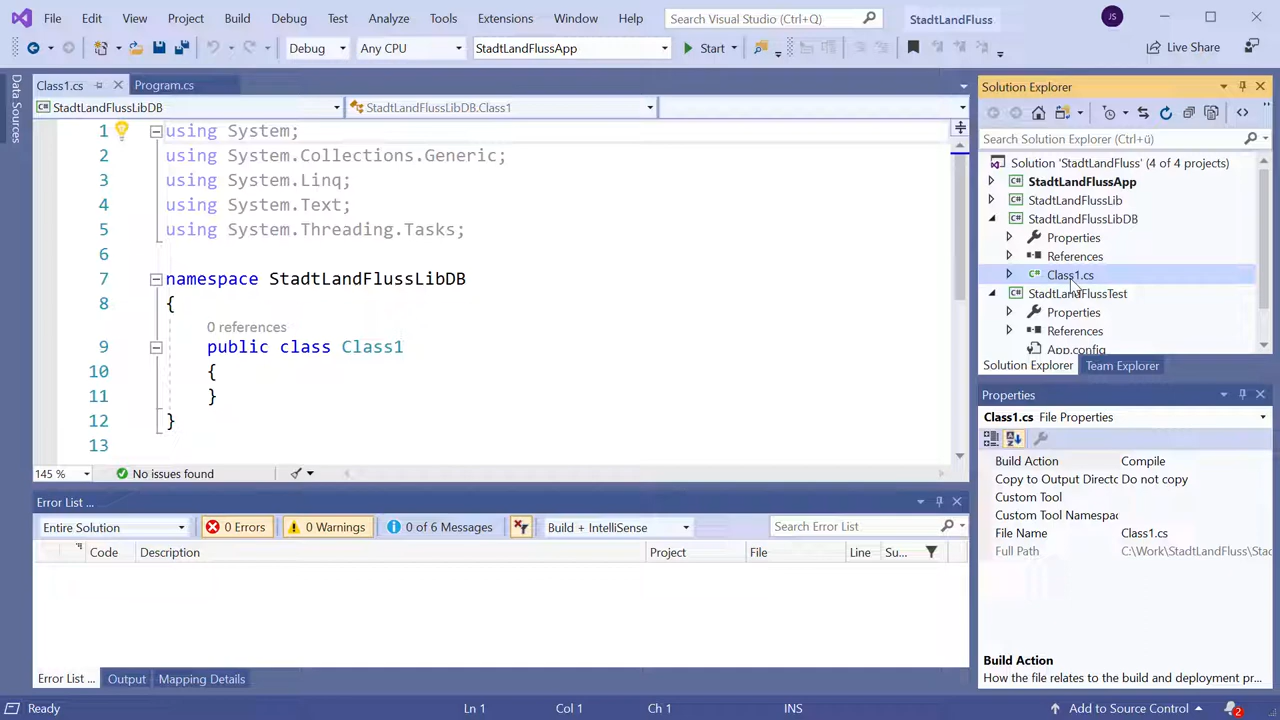 File Edit View Project Build Debug Test Analyze Tools Extensions Window Help Search Visual Studio (Ctrl+Q) StadtLandFluss JS
Debug Any CPU StadtLandFlussApp Start Live Share
Data Sources
Class1.cs Program.cs
StadtLandFlussLibDB StadtLandFlussLibDB.Class1
1 using System;
2 using System.Collections.Generic;
3 using System.Linq;
4 using System.Text;
5 using System.Threading.Tasks;
6
7 namespace StadtLandFlussLibDB
8 {
0 references
9 public class Class1
10 {
11 }
12 }
13
145 % No issues found
Error List ...
Entire Solution 0 Errors 0 Warnings 0 of 6 Messages Build + IntelliSense Search Error List
Code Description Project File Line Su...
Error List ... Output Mapping Details
Solution Explorer
Search Solution Explorer (Ctrl+ü)
Solution 'StadtLandFluss' (4 of 4 projects)
StadtLandFlussApp
StadtLandFlussLib
StadtLandFlussLibDB
Properties
References
Class1.cs
StadtLandFlussTest
Properties
References
App.config
Solution Explorer Team Explorer
Properties
Class1.cs File Properties
Build Action Compile
Copy to Output Directo Do not copy
Custom Tool
Custom Tool Namespac
File Name Class1.cs
Full Path C:\Work\StadtLandFluss\Stad
Build Action
How the file relates to the build and deployment pr...
Ready Ln 1 Col 1 Ch 1 INS Add to Source Control 2